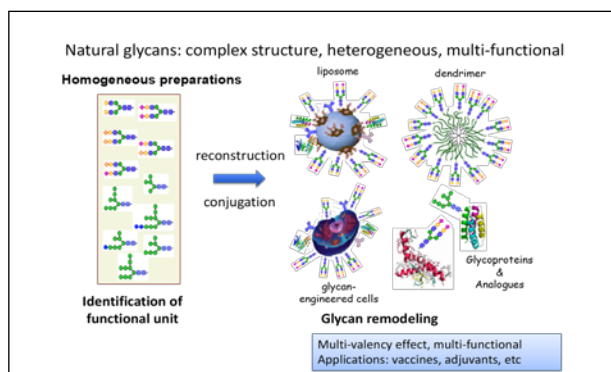 Natural glycans: complex structure, heterogeneous, multi-functional
Homogeneous preparations
liposome
dendrimer
reconstruction
conjugation
glycan-
engineered cells
Glycoproteins
&
Analogues
Identification of
functional unit
Glycan remodeling
Multi-valency effect, multi-functional
Applications: vaccines, adjuvants, etc